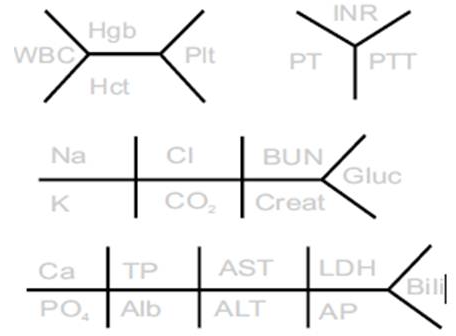 Hgb
WBC Plt
Hct
INR
PT PTT
Na Cl BUN
Gluc
K CO₂ Creat
Ca TP AST LDH
Bili
PO₄ Alb ALT AP